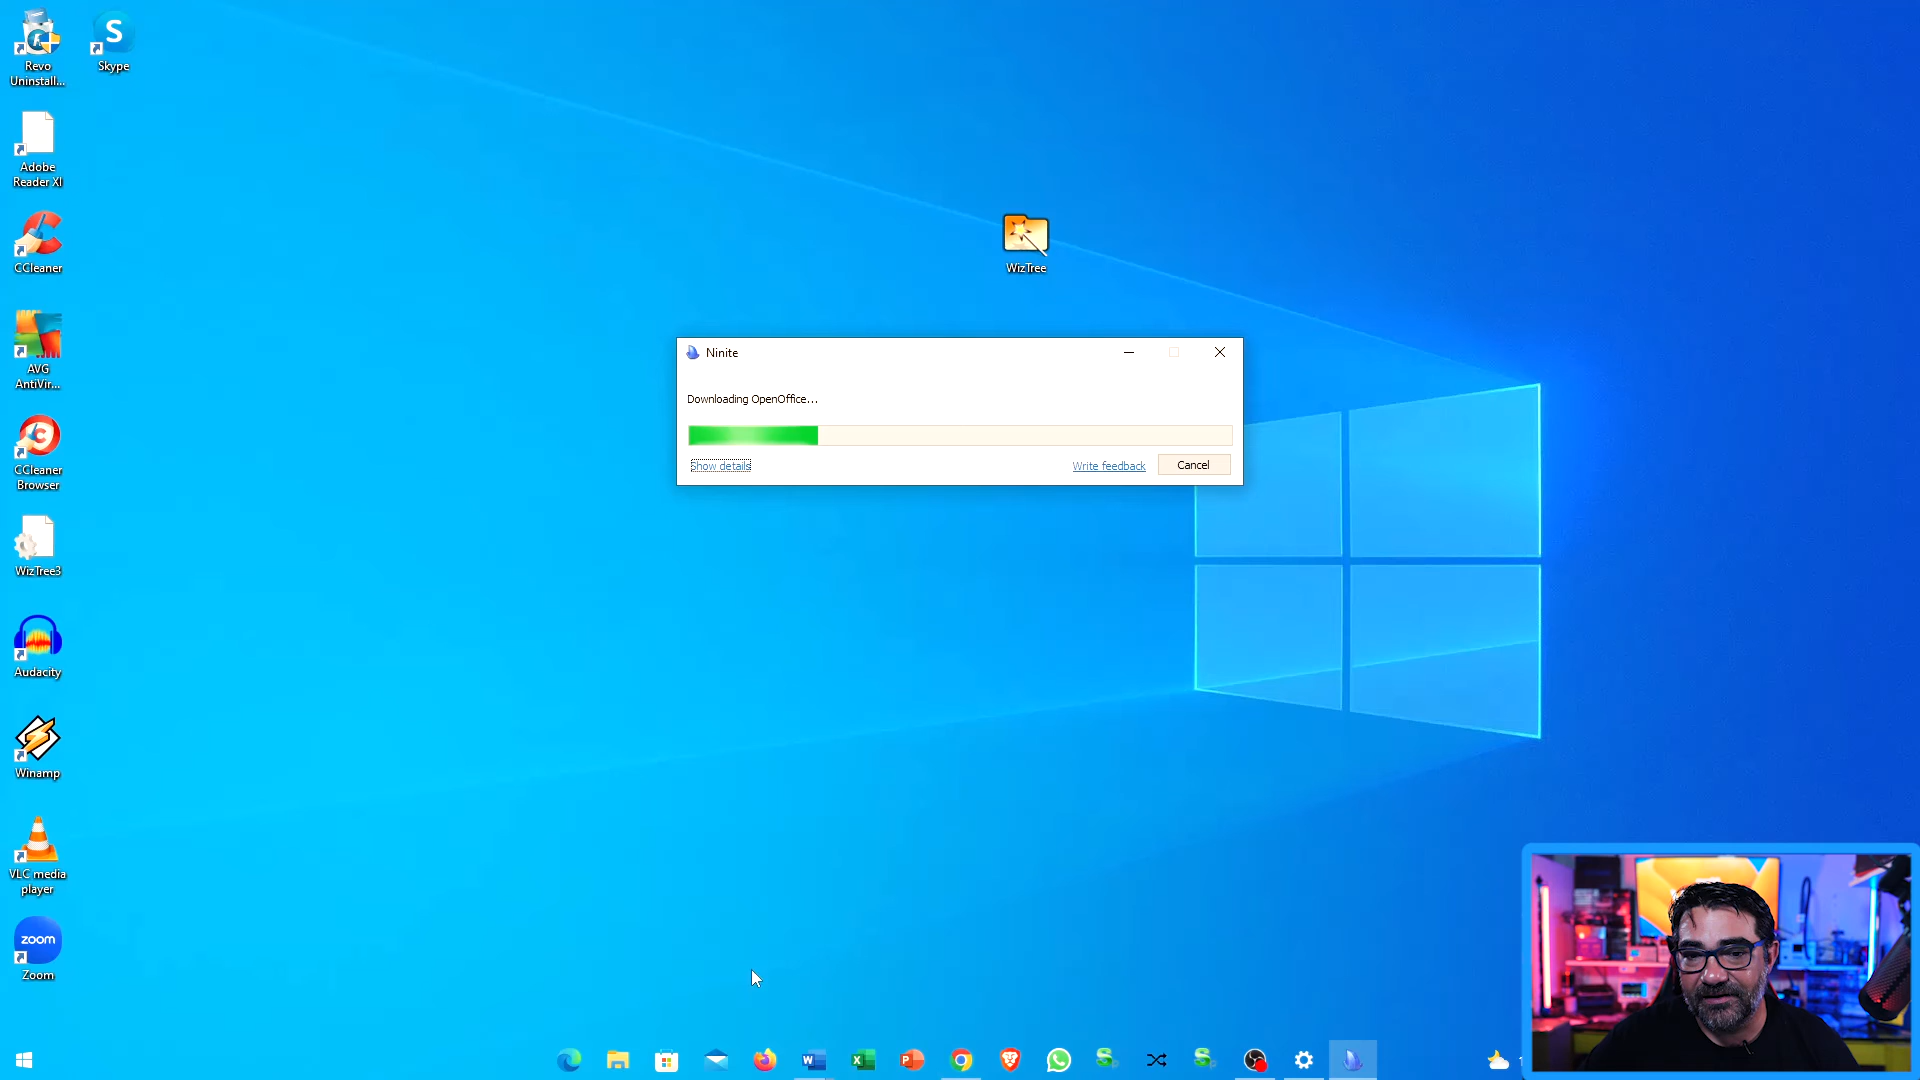 Revo
Uninstall...
Skype
Adobe
Reader XI
CCleaner
AVG
AntiVir...
CCleaner
Browser
WizTree3
Audacity
Winamp
VLC media
player
zoom
Zoom
WizTree
Ninite
Downloading OpenOffice...
Show details
Write feedback
Cancel